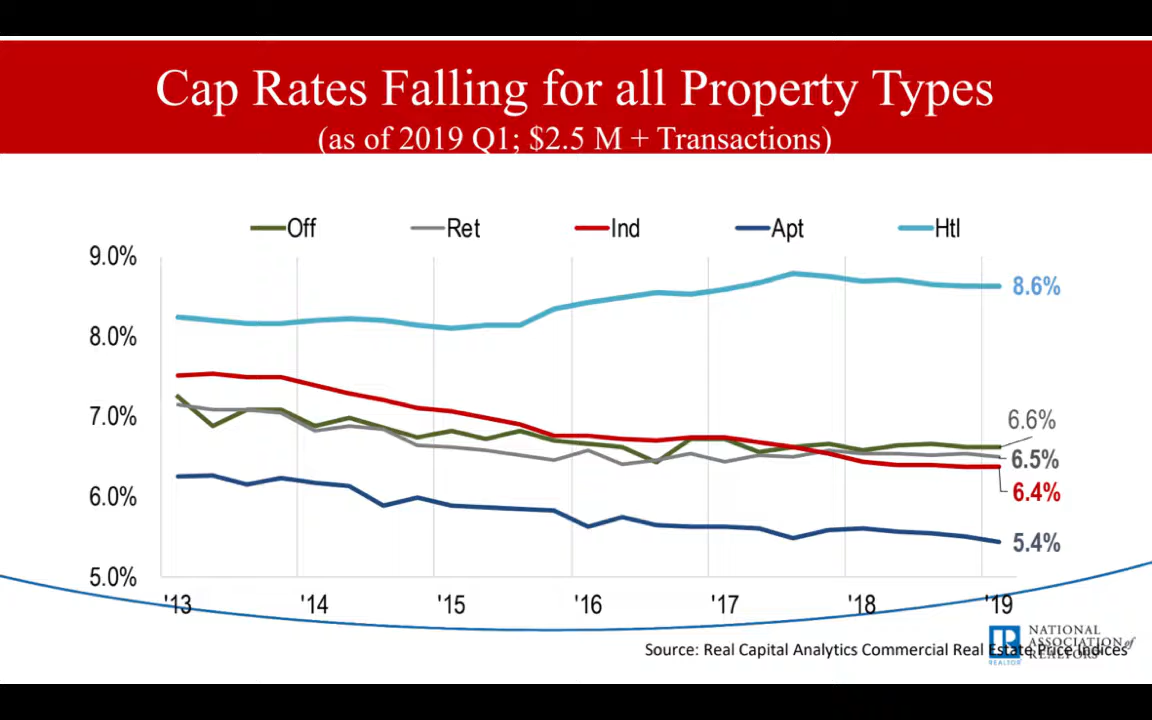 Cap Rates Falling for all Property Types
(as of 2019 Q1; $2.5 M + Transactions)
Off Ret Ind Apt Htl
9.0%
8.6%
8.0%
7.0%
6.6%
6.5%
6.0%
6.4%
5.4%
5.0%
'13 '14 '15 '16 '17 '18 '19
NATIONAL
ASSOCIATION of
REALTORS®
REALTOR®
Source: Real Capital Analytics Commercial Real Estate Price Indices